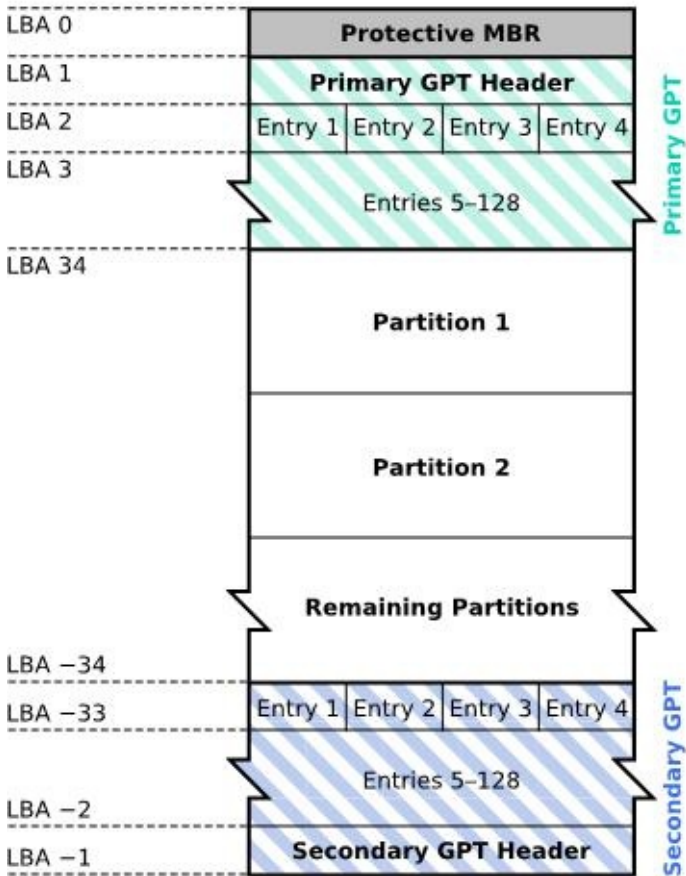 LBA 0
Protective MBR
LBA 1
Primary GPT Header
LBA 2
Entry 1 Entry 2 Entry 3 Entry 4
LBA 3
Entries 5–128
Primary GPT
LBA 34
Partition 1
Partition 2
Remaining Partitions
LBA −34
LBA −33
Entry 1 Entry 2 Entry 3 Entry 4
Entries 5–128
LBA −2
LBA −1
Secondary GPT Header
Secondary GPT